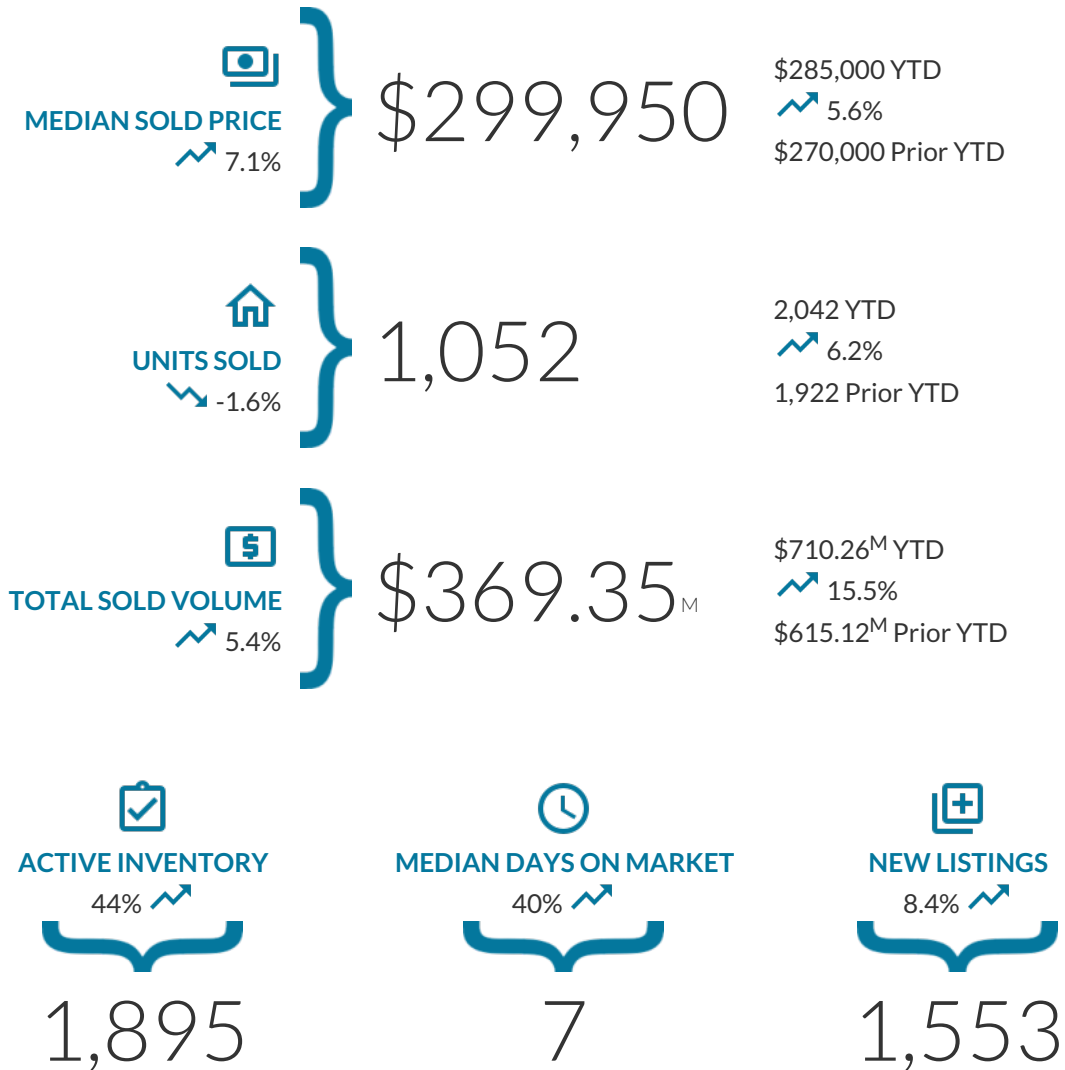 MEDIAN SOLD PRICE
7.1%
$299,950
$285,000 YTD
5.6%
$270,000 Prior YTD
UNITS SOLD
-1.6%
1,052
2,042 YTD
6.2%
1,922 Prior YTD
TOTAL SOLD VOLUME
5.4%
$369.35M
$710.26M YTD
15.5%
$615.12M Prior YTD
ACTIVE INVENTORY
44%
1,895
MEDIAN DAYS ON MARKET
40%
7
NEW LISTINGS
8.4%
1,553